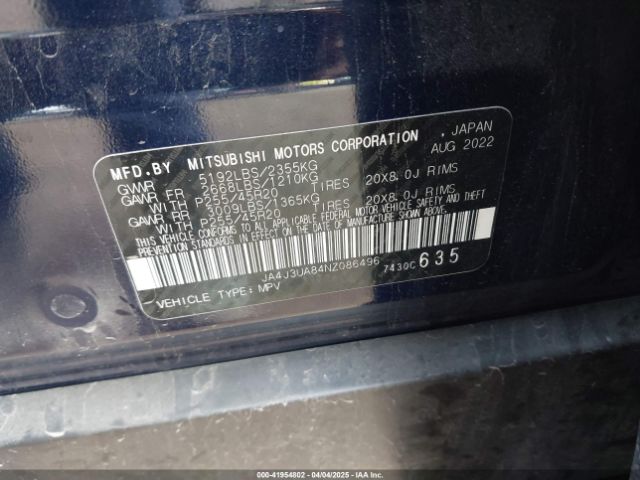 MFD.BY MITSUBISHI MOTORS CORPORATION , JAPAN
AUG 2022
GVWR 5192LBS/2355KG
GAWR FR 2668LBS/1210KG
WITH P255/45R20 TIRES 20X8.0J RIMS
GAWR RR 3009LBS/1365KG
WITH P255/45R20 TIRES 20X8.0J RIMS
THIS VEHICLE CONFORMS TO ALL APPLICABLE FEDERAL MOTOR VEHICLE SAFETY AND THEFT
PREVENTION STANDARDS IN EFFECT ON THE DATE OF MANUFACTURE SHOWN ABOVE.
JA4J3UA84NZ086496 7430C 635
VEHICLE TYPE: MPV
000-41954802 - 04/04/2025 - IAAI.COM